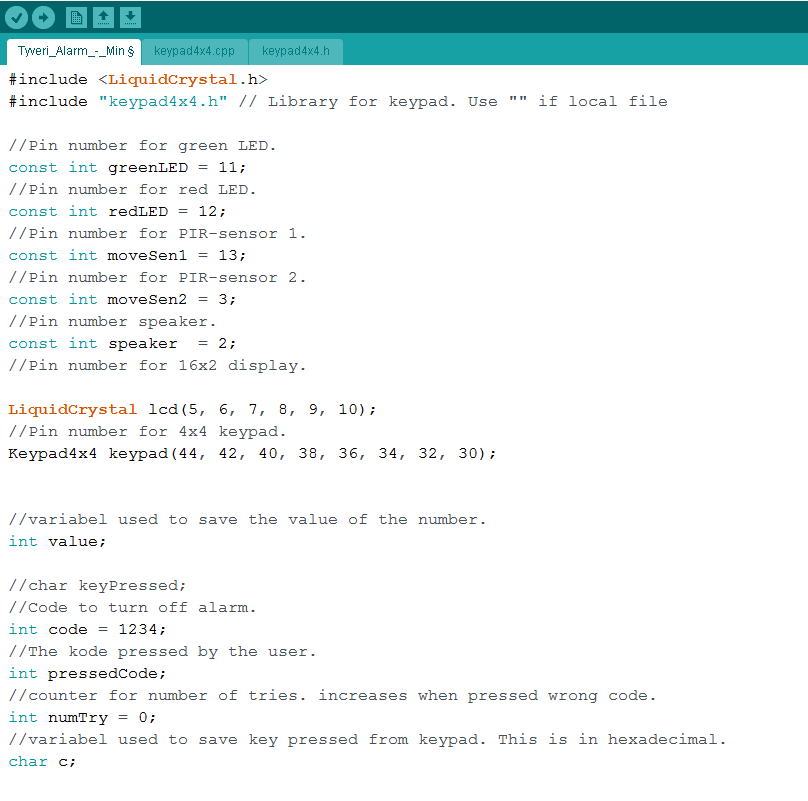 Tyveri_Alarm_-_Min §
keypad4x4.cpp
keypad4x4.h
#include <LiquidCrystal.h>
#include "keypad4x4.h" // Library for keypad. Use "" if local file
//Pin number for green LED.
const int greenLED = 11;
//Pin number for red LED.
const int redLED = 12;
//Pin number for PIR-sensor 1.
const int moveSen1 = 13;
//Pin number for PIR-sensor 2.
const int moveSen2 = 3;
//Pin number speaker.
const int speaker  = 2;
//Pin number for 16x2 display.
LiquidCrystal lcd(5, 6, 7, 8, 9, 10);
//Pin number for 4x4 keypad.
Keypad4x4 keypad(44, 42, 40, 38, 36, 34, 32, 30);
//variabel used to save the value of the number.
int value;
//char keyPressed;
//Code to turn off alarm.
int code = 1234;
//The kode pressed by the user.
int pressedCode;
//counter for number of tries. increases when pressed wrong code.
int numTry = 0;
//variabel used to save key pressed from keypad. This is in hexadecimal.
char c;